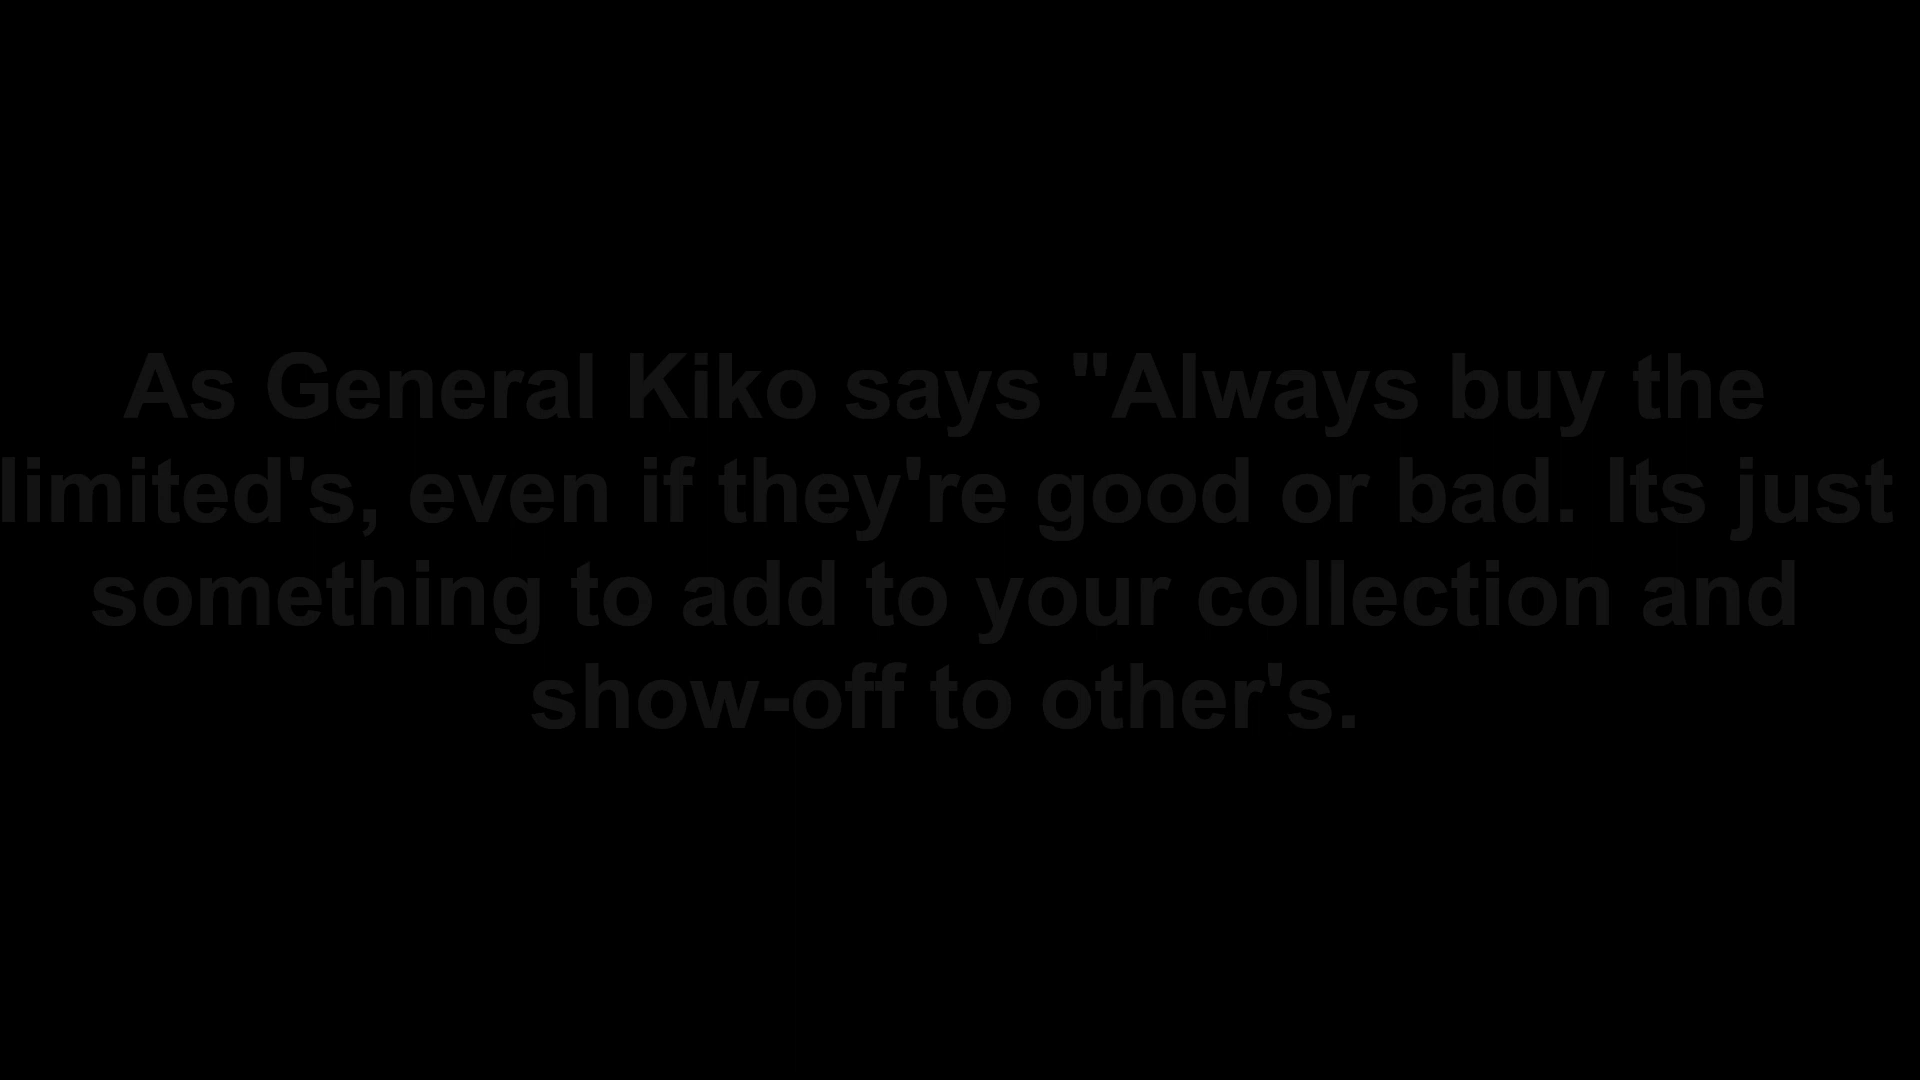 As General Kiko says "Always buy the
limited's, even if they're good or bad. Its just
something to add to your collection and
show-off to other's.